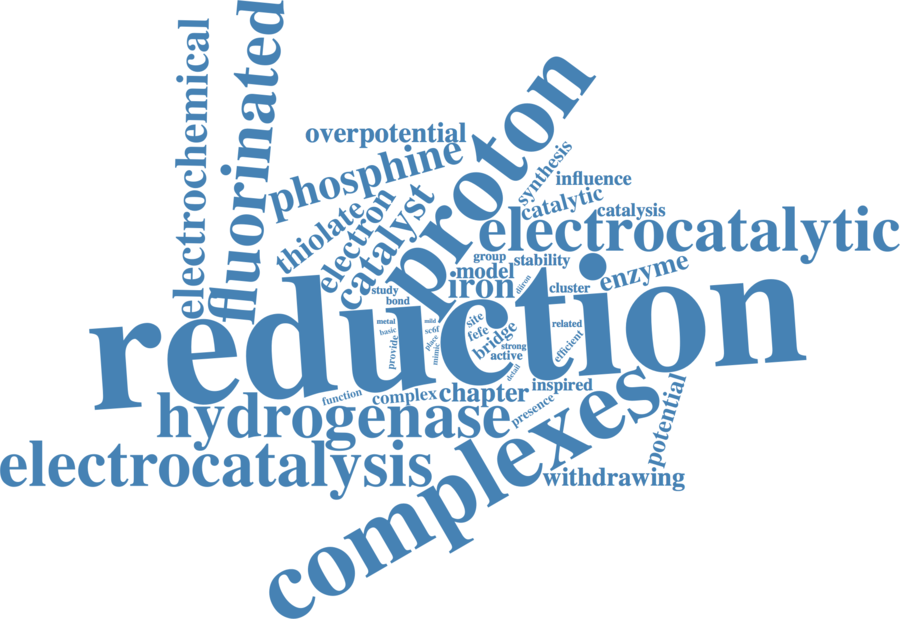 electrochemical
fluorinated
proton
overpotential
phosphine
synthesis
influence
thiolate
electron
catalyst
catalytic
catalysis
electrocatalytic
group
stability
model
enzyme
iron
diiron
cluster
study
bond
reduction
metal
mild
basic
sc6f
site
fefe
related
provide
place
mimic
bridge
strong
active
efficient
detail
function
complex
chapter
inspired
presence
potential
hydrogenase
complexes
electrocatalysis
withdrawing